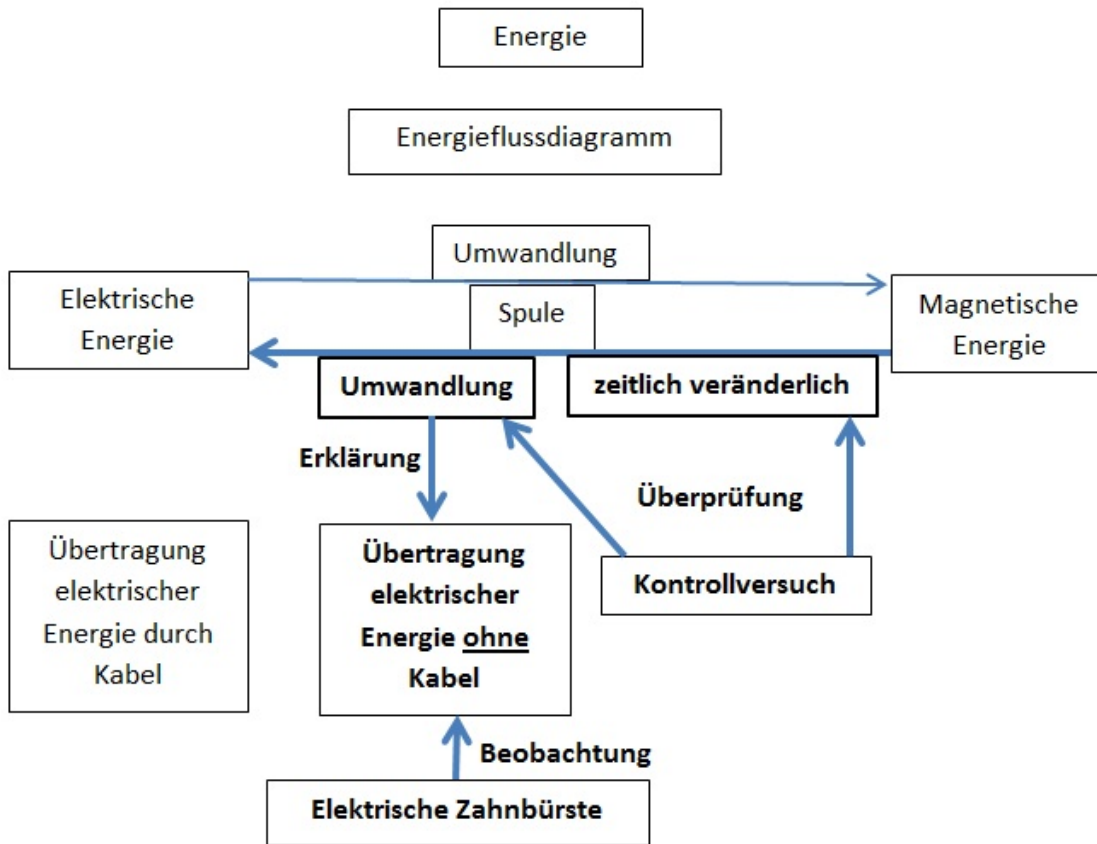 Energie
Energieflussdiagramm
Umwandlung
Elektrische
Energie
Spule
Magnetische
Energie
Umwandlung
zeitlich veränderlich
Erklärung
Überprüfung
Übertragung
elektrischer
Energie durch
Kabel
Übertragung
elektrischer
Energie ohne
Kabel
Kontrollversuch
Beobachtung
Elektrische Zahnbürste